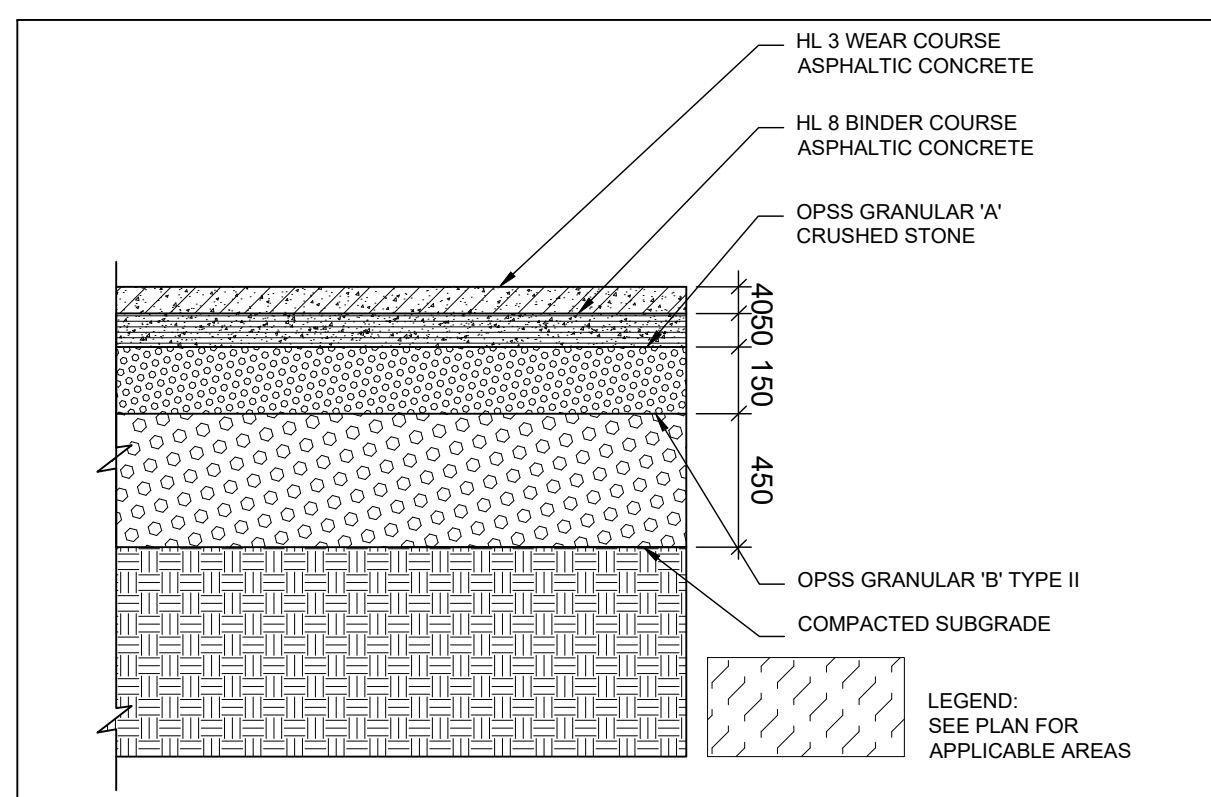 HL 3 WEAR COURSE
ASPHALTIC CONCRETE
HL 8 BINDER COURSE
ASPHALTIC CONCRETE
OPSS GRANULAR 'A'
CRUSHED STONE
40
50
150
450
OPSS GRANULAR 'B' TYPE II
COMPACTED SUBGRADE
LEGEND:
SEE PLAN FOR
APPLICABLE AREAS